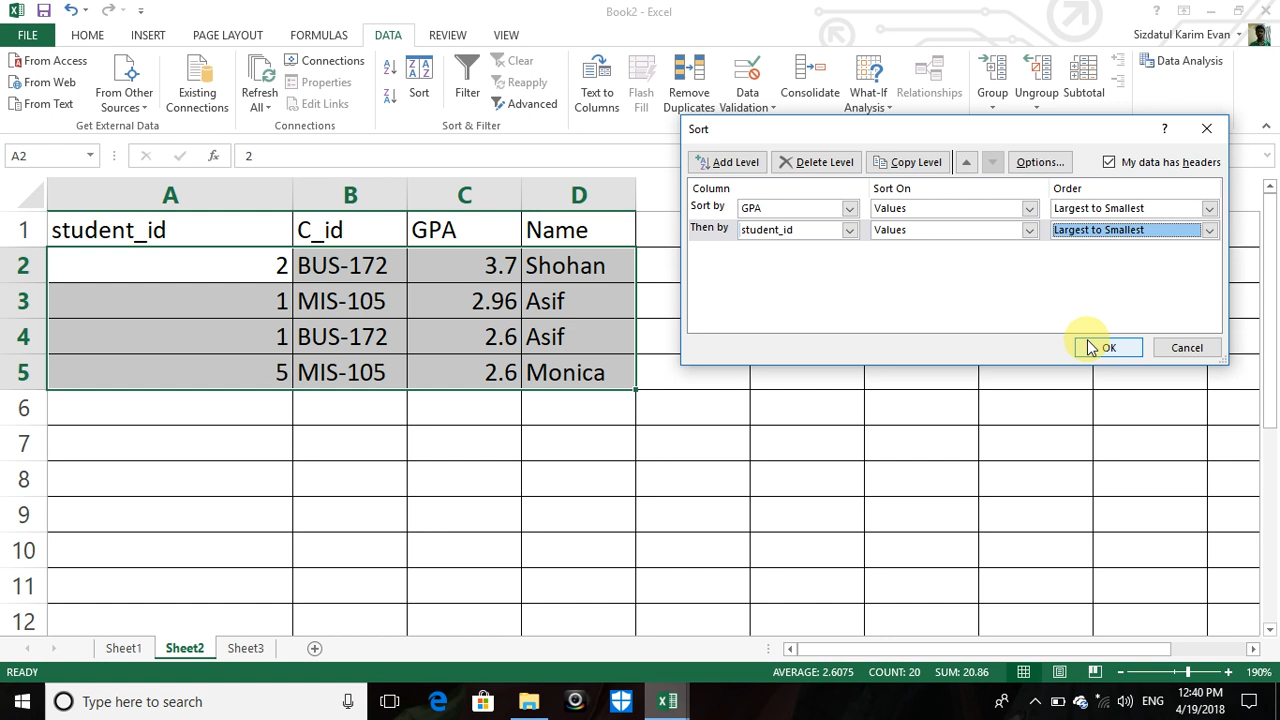 Book2 - Excel
FILE HOME INSERT PAGE LAYOUT FORMULAS DATA REVIEW VIEW Sizdatul Karim Evan
From Access
From Web
From Text
From Other Sources
Existing Connections
Get External Data
Refresh All
Connections
Properties
Edit Links
Connections
Sort
Filter
Clear
Reapply
Advanced
Sort & Filter
Text to Columns
Flash Fill
Remove Duplicates
Data Validation
Consolidate
What-If Analysis
Relationships
Group
Ungroup
Subtotal
Data Analysis
A2 fx 2
Sort ?
Add Level Delete Level Copy Level Options... My data has headers
Column Sort On Order
Sort by GPA Values Largest to Smallest
Then by student_id Values Largest to Smallest
OK Cancel
A B C D
1 student_id C_id GPA Name
2 2 BUS-172 3.7 Shohan
3 1 MIS-105 2.96 Asif
4 1 BUS-172 2.6 Asif
5 5 MIS-105 2.6 Monica
6
7
8
9
10
11
12
Sheet1 Sheet2 Sheet3
READY AVERAGE: 2.6075 COUNT: 20 SUM: 20.86 190%
Type here to search ENG 12:40 PM
4/19/2018